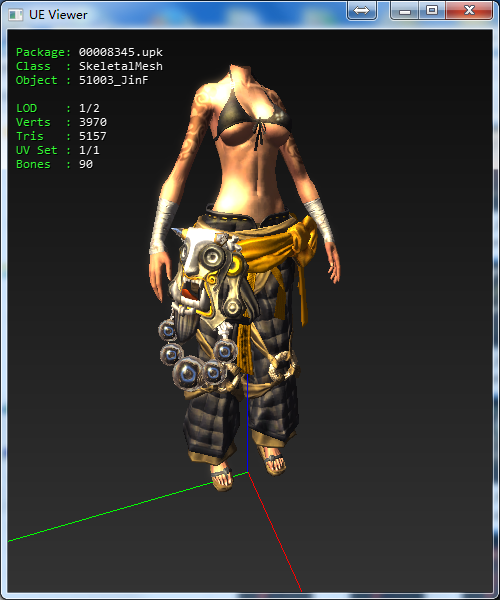 UE Viewer
Package: 00008345.upk
Class : SkeletalMesh
Object : 51003_JinF
LOD : 1/2
Verts : 3970
Tris : 5157
UV Set : 1/1
Bones : 90